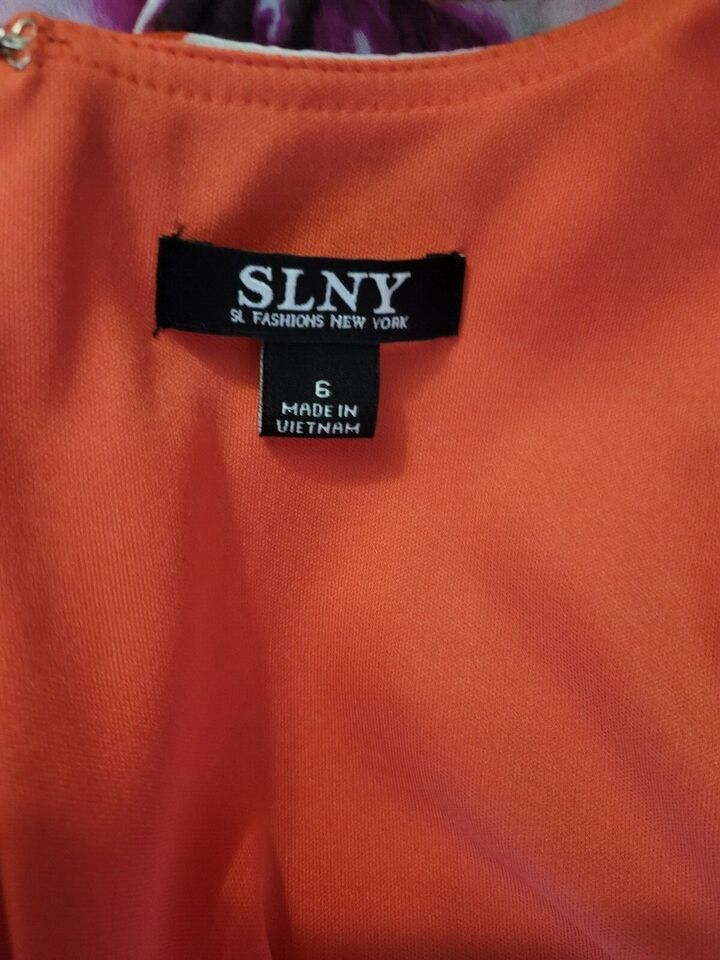 SLNY
SL FASHIONS NEW YORK
6
MADE IN
VIETNAM